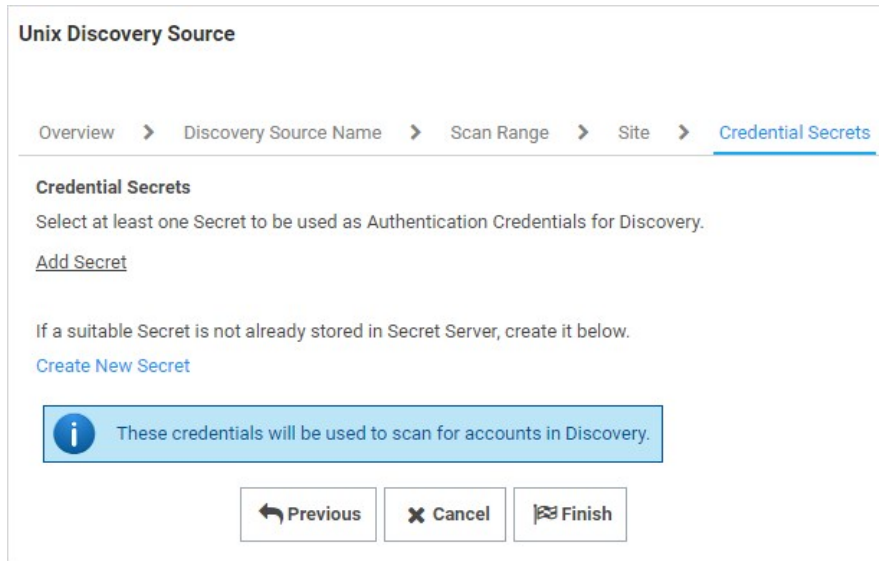 Unix Discovery Source
Overview > Discovery Source Name > Scan Range > Site > Credential Secrets
Credential Secrets
Select at least one Secret to be used as Authentication Credentials for Discovery.
Add Secret
If a suitable Secret is not already stored in Secret Server, create it below.
Create New Secret
These credentials will be used to scan for accounts in Discovery.
Previous Cancel Finish